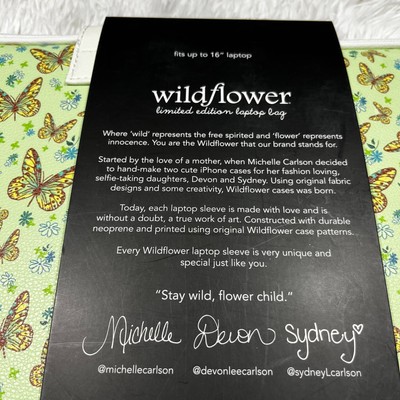 fits up to 16" laptop
wildflower
limited edition laptop bag
Where 'wild' represents the free spirited and 'flower' represents
innocence. You are the Wildflower that our brand stands for.
Started by the love of a mother, when Michelle Carlson decided
to hand-make two cute iPhone cases for her fashion loving,
selfie-taking daughters, Devon and Sydney. Using original fabric
designs and some creativity, Wildflower cases was born.
Today, each laptop sleeve is made with love and is
without a doubt, a true work of art. Constructed with durable
neoprene and printed using original Wildflower case patterns.
Every Wildflower laptop sleeve is very unique and
special just like you.
"Stay wild, flower child."
Michelle Devon Sydney
@michellecarlson @devonleecarlson @sydneyLcarlson